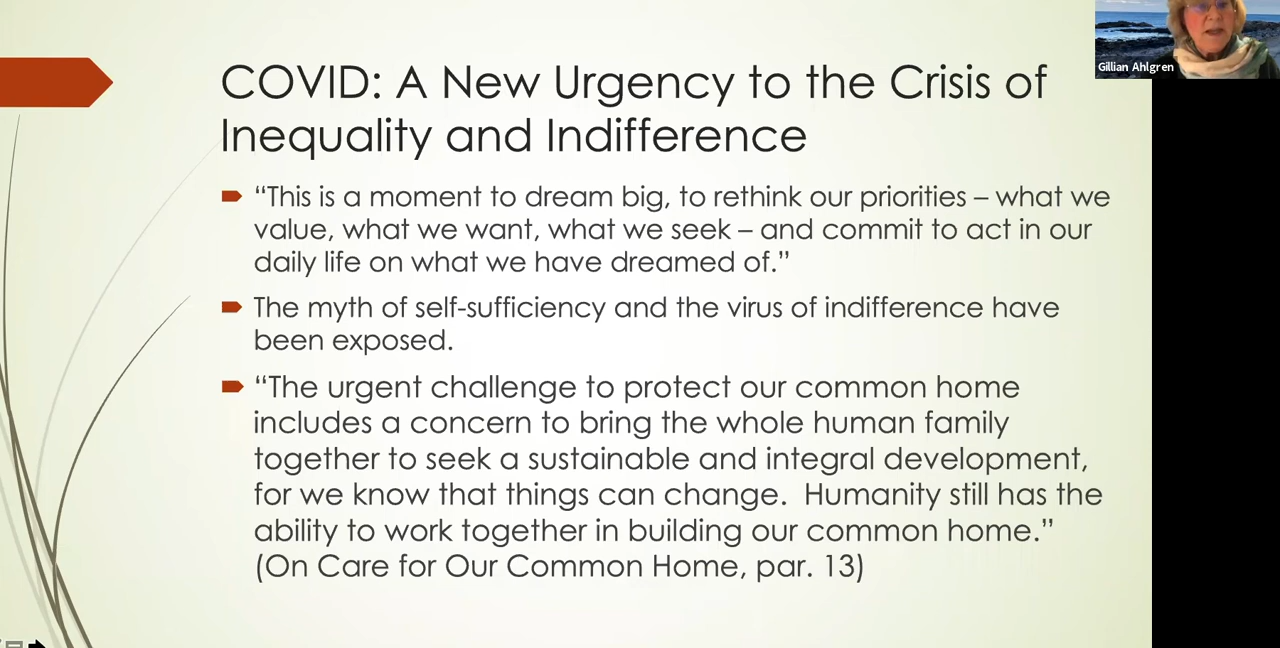 COVID: A New Urgency to the Crisis of
Inequality and Indifference
“This is a moment to dream big, to rethink our priorities – what we
value, what we want, what we seek – and commit to act in our
daily life on what we have dreamed of.”
The myth of self-sufficiency and the virus of indifference have
been exposed.
“The urgent challenge to protect our common home
includes a concern to bring the whole human family
together to seek a sustainable and integral development,
for we know that things can change.  Humanity still has the
ability to work together in building our common home.”
(On Care for Our Common Home, par. 13)
Gillian Ahlgren